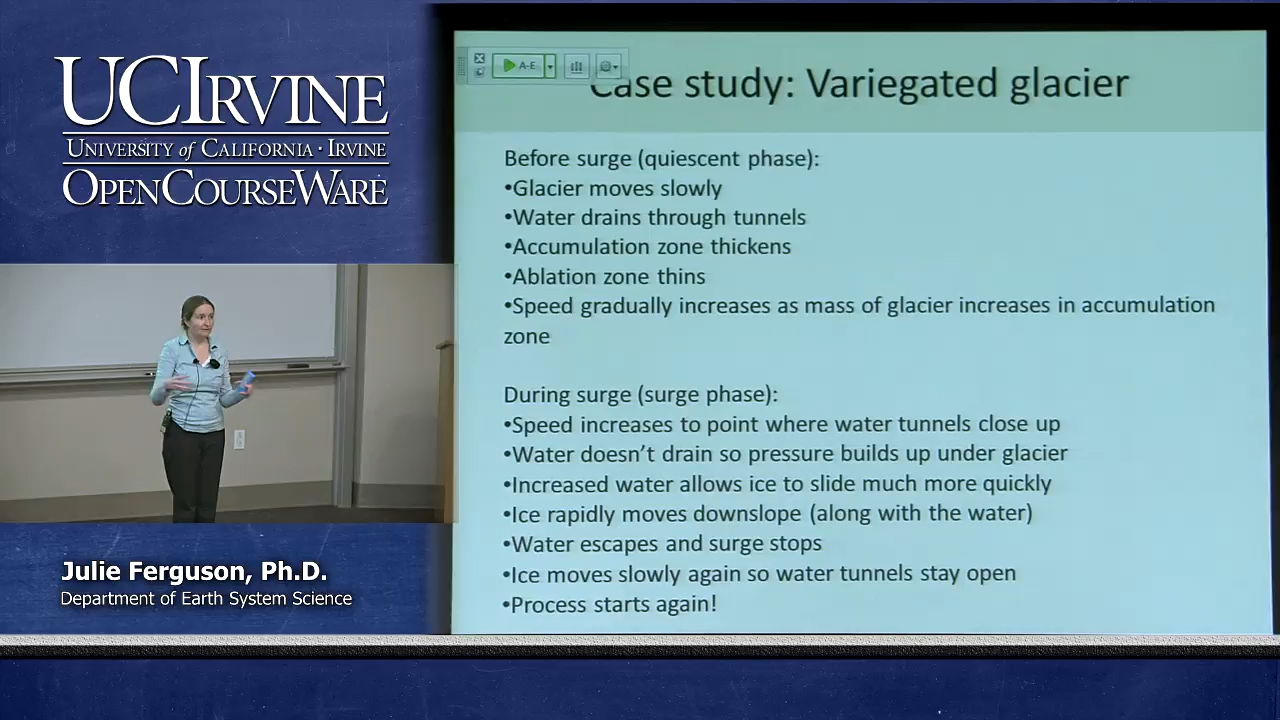 UCIRVINE
UNIVERSITY of CALIFORNIA · IRVINE
OPENCOURSEWARE
Julie Ferguson, Ph.D.
Department of Earth System Science
A-E
Case study: Variegated glacier
Before surge (quiescent phase):
•Glacier moves slowly
•Water drains through tunnels
•Accumulation zone thickens
•Ablation zone thins
•Speed gradually increases as mass of glacier increases in accumulation
zone
During surge (surge phase):
•Speed increases to point where water tunnels close up
•Water doesn't drain so pressure builds up under glacier
•Increased water allows ice to slide much more quickly
•Ice rapidly moves downslope (along with the water)
•Water escapes and surge stops
•Ice moves slowly again so water tunnels stay open
•Process starts again!